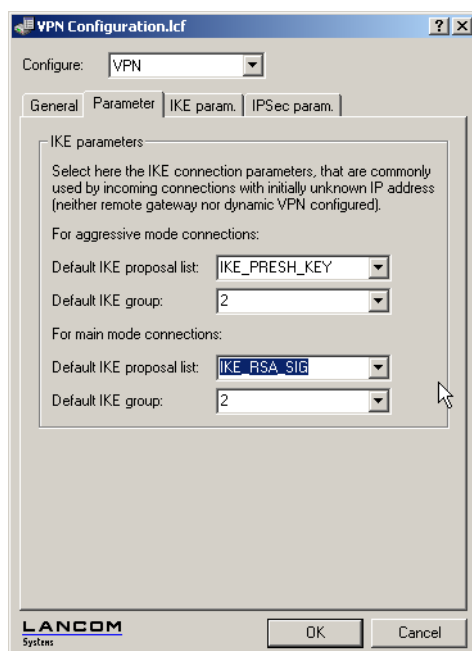 VPN Configuration.lcf
Configure: VPN
General Parameter IKE param. IPSec param.
IKE parameters
Select here the IKE connection parameters, that are commonly
used by incoming connections with initially unknown IP address
(neither remote gateway nor dynamic VPN configured).
For aggressive mode connections:
Default IKE proposal list: IKE_PRESH_KEY
Default IKE group: 2
For main mode connections:
Default IKE proposal list: IKE_RSA_SIG
Default IKE group: 2
LANCOM
Systems
OK Cancel